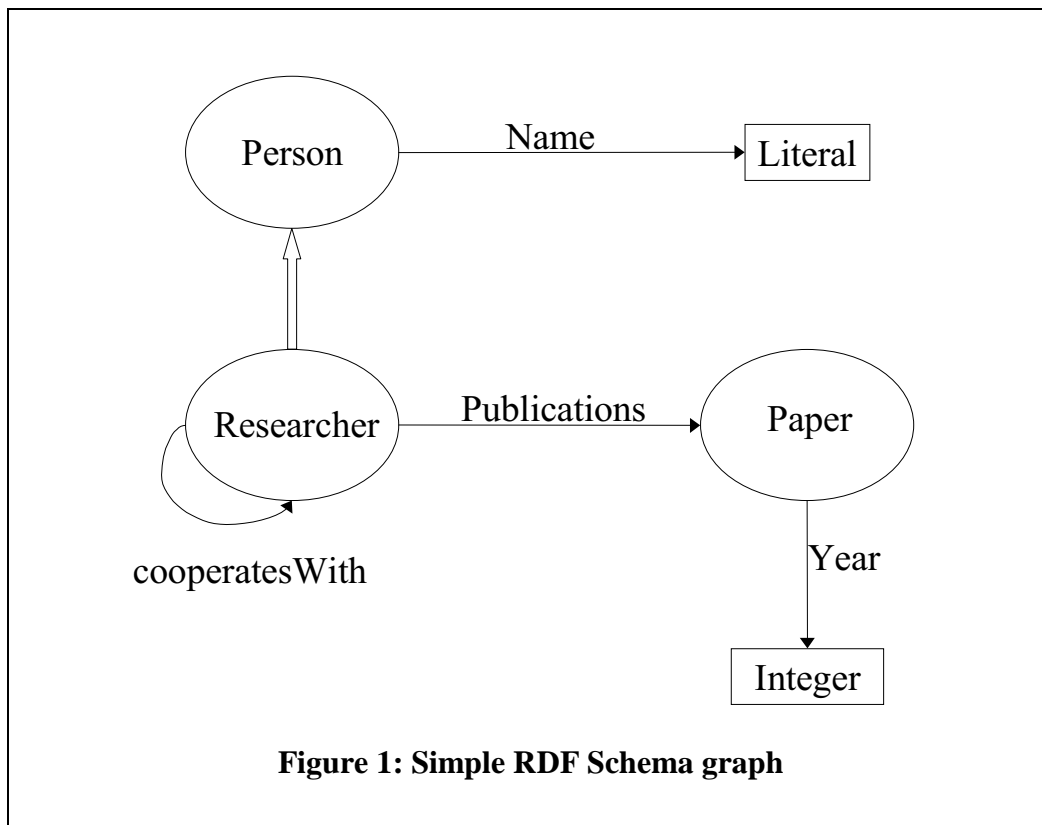 Person
Name
Literal
Researcher
Publications
Paper
cooperatesWith
Year
Integer
Figure 1: Simple RDF Schema graph